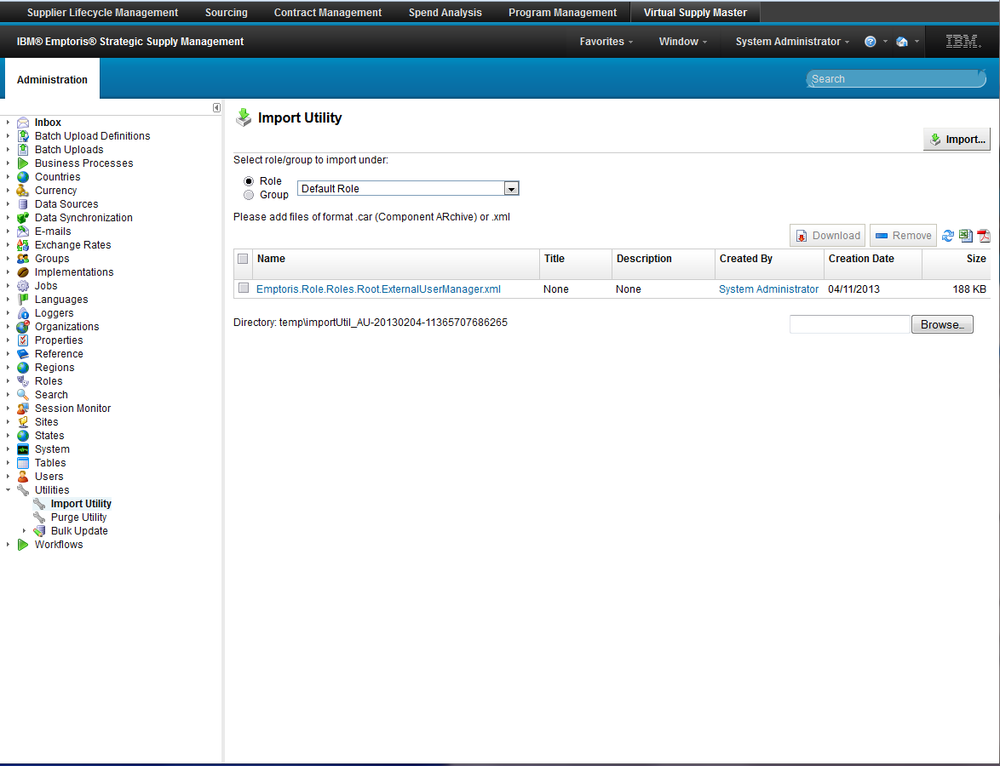 Supplier Lifecycle Management Sourcing Contract Management Spend Analysis Program Management Virtual Supply Master
IBM® Emptoris® Strategic Supply Management Favorites Window System Administrator IBM.
Administration Search
Inbox
Batch Upload Definitions
Batch Uploads
Business Processes
Countries
Currency
Data Sources
Data Synchronization
E-mails
Exchange Rates
Groups
Implementations
Jobs
Languages
Loggers
Organizations
Properties
Reference
Regions
Roles
Search
Session Monitor
Sites
States
System
Tables
Users
Utilities
Import Utility
Purge Utility
Bulk Update
Workflows
Import Utility
Import...
Select role/group to import under:
Role
Group
Default Role
Please add files of format .car (Component ARchive) or .xml
Download Remove
Name Title Description Created By Creation Date Size
Emptoris.Role.Roles.Root.ExternalUserManager.xml None None System Administrator 04/11/2013 188 KB
Directory: temp\importUtil_AU-20130204-11365707686265 Browse...